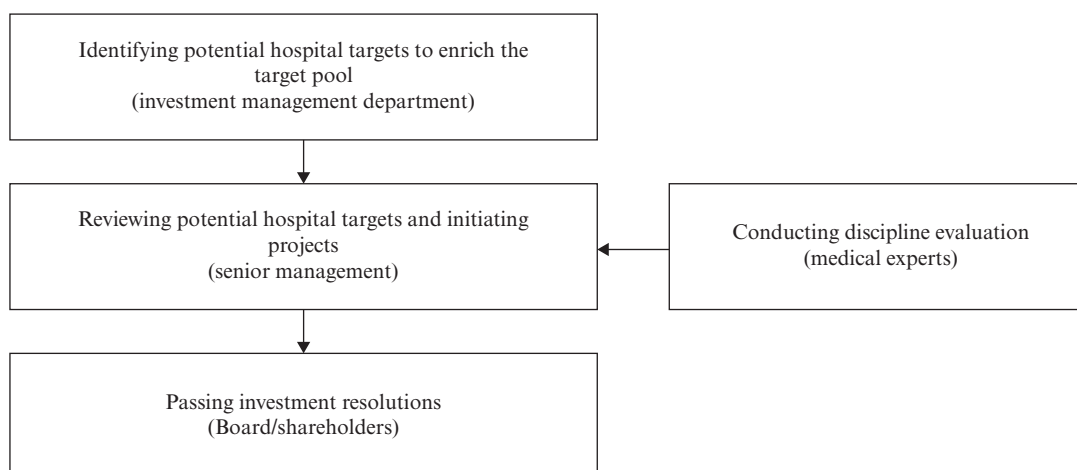 Identifying potential hospital targets to enrich the
target pool
(investment management department)
Reviewing potential hospital targets and initiating
projects
(senior management)
Conducting discipline evaluation
(medical experts)
Passing investment resolutions
(Board/shareholders)